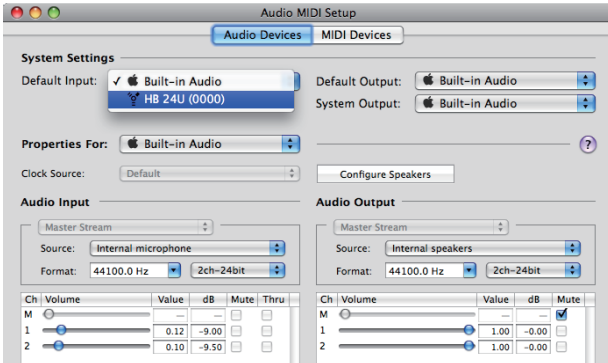 Audio MIDI Setup
Audio Devices MIDI Devices
System Settings
Default Input: ✓ Built-in Audio
HB 24U (0000)
Default Output: Built-in Audio
System Output: Built-in Audio
Properties For: Built-in Audio ?
Clock Source: Default
Configure Speakers
Audio Input
Master Stream
Source: Internal microphone
Format: 44100.0 Hz 2ch-24bit
Ch Volume Value dB Mute Thru
M — —
1 0.12 -9.00
2 0.10 -9.50
Audio Output
Master Stream
Source: Internal speakers
Format: 44100.0 Hz 2ch-24bit
Ch Volume Value dB Mute
M — —
1 1.00 -0.00
2 1.00 -0.00